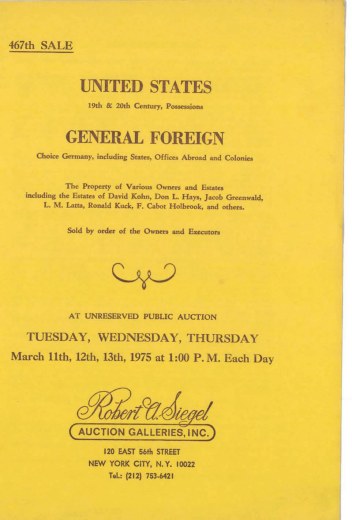 467th SALE
UNITED STATES
19th & 20th Century, Possessions
GENERAL FOREIGN
Choice Germany, including States, Offices Abroad and Colonies
The Property of Various Owners and Estates
including the Estates of David Kohn, Don L. Hays, Jacob Greenwald,
L. M. Latta, Ronald Kuck, F. Cabot Holbrook, and others.
Sold by order of the Owners and Executors
AT UNRESERVED PUBLIC AUCTION
TUESDAY, WEDNESDAY, THURSDAY
March 11th, 12th, 13th, 1975 at 1:00 P. M. Each Day
Robert A. Siegel
AUCTION GALLERIES, INC.
120 EAST 56th STREET
NEW YORK CITY, N. Y. 10022
Tel.: (212) 753-6421